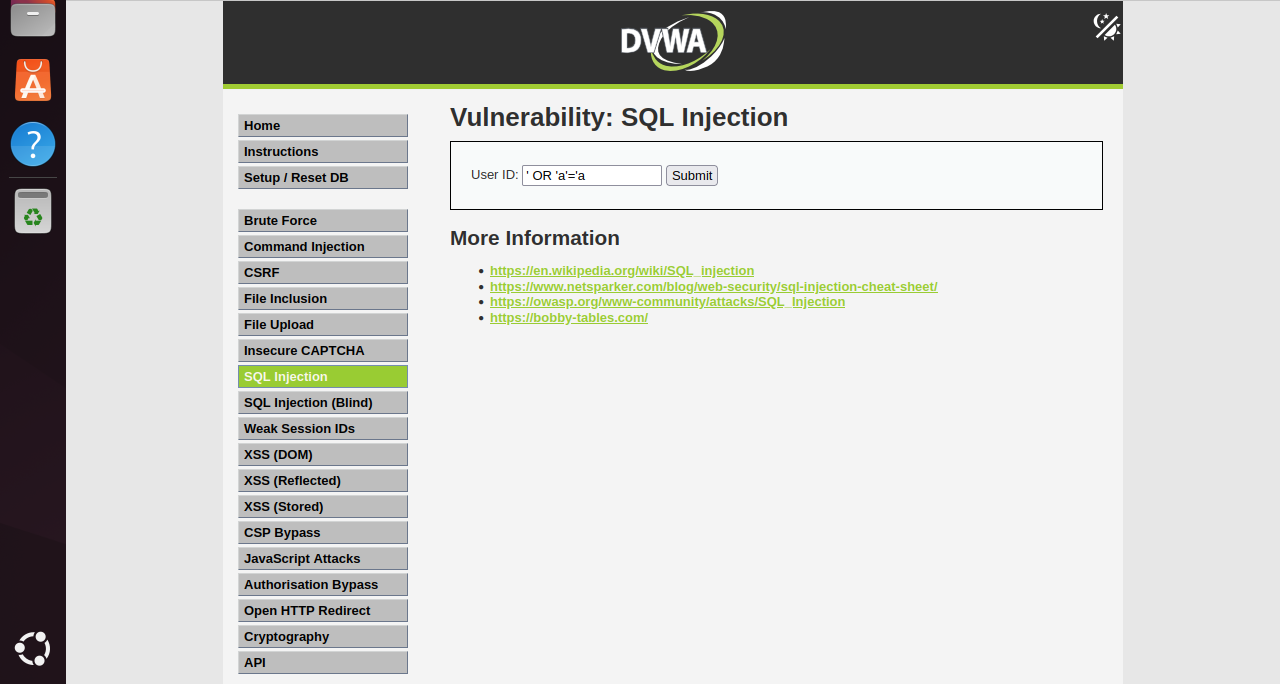 DVWA
Home
Instructions
Setup / Reset DB
Brute Force
Command Injection
CSRF
File Inclusion
File Upload
Insecure CAPTCHA
SQL Injection
SQL Injection (Blind)
Weak Session IDs
XSS (DOM)
XSS (Reflected)
XSS (Stored)
CSP Bypass
JavaScript Attacks
Authorisation Bypass
Open HTTP Redirect
Cryptography
API
Vulnerability: SQL Injection
User ID: ' OR 'a'='a Submit
More Information
https://en.wikipedia.org/wiki/SQL_injection
https://www.netsparker.com/blog/web-security/sql-injection-cheat-sheet/
https://owasp.org/www-community/attacks/SQL_Injection
https://bobby-tables.com/